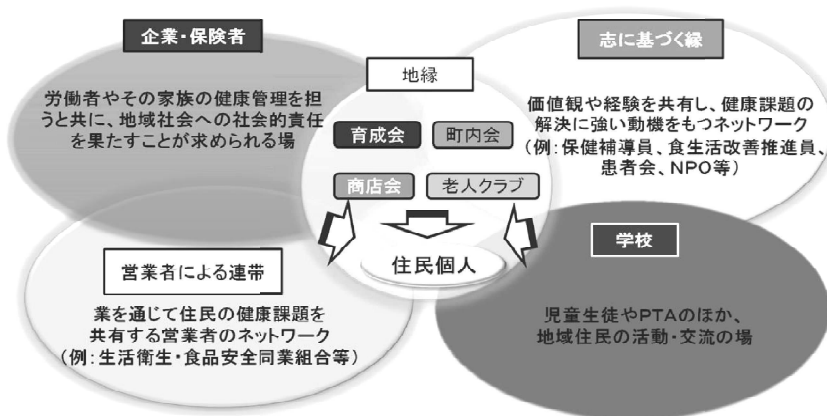 企業・保険者
労働者やその家族の健康管理を担
うと共に、地域社会への社会的責任
を果たすことが求められる場
地縁
育成会
町内会
商店会
老人クラブ
住民個人
志に基づく縁
価値観や経験を共有し、健康課題の
解決に強い動機をもつネットワーク
（例：保健補導員、食生活改善推進員、
患者会、NPO等）
営業者による連帯
業を通じて住民の健康課題を
共有する営業者のネットワーク
（例：生活衛生・食品安全同業組合等）
学校
児童生徒やPTAのほか、
地域住民の活動・交流の場